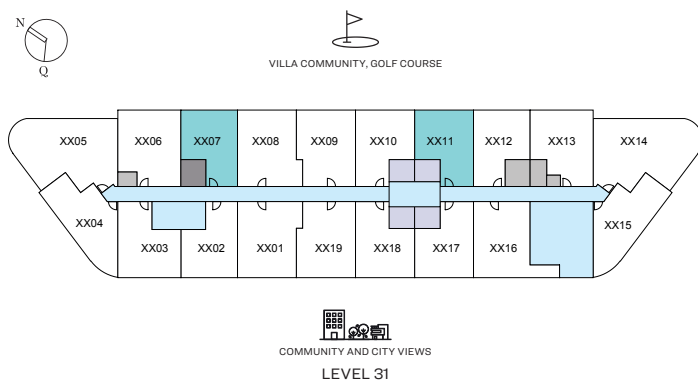 N
Q
VILLA COMMUNITY, GOLF COURSE
XX05
XX06
XX07
XX08
XX09
XX10
XX11
XX12
XX13
XX14
XX04
XX03
XX02
XX01
XX19
XX18
XX17
XX16
XX15
COMMUNITY AND CITY VIEWS
LEVEL 31